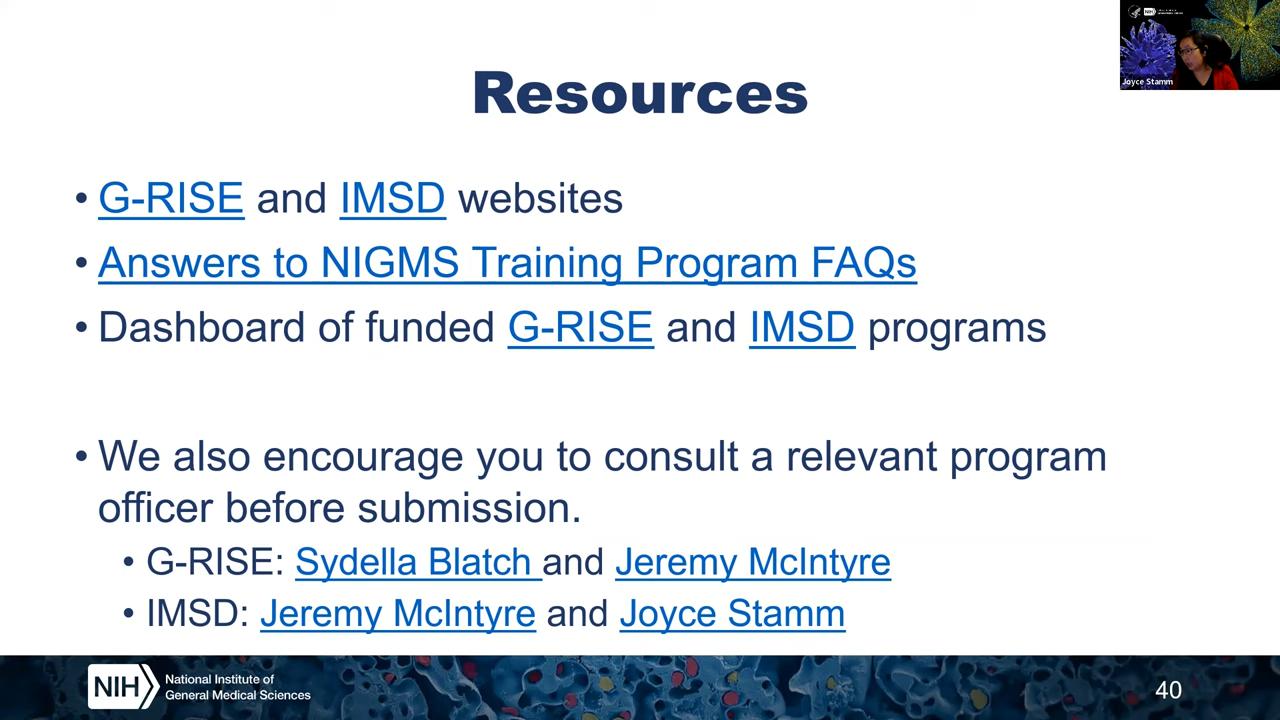 Resources
• G-RISE and IMSD websites
• Answers to NIGMS Training Program FAQs
• Dashboard of funded G-RISE and IMSD programs
• We also encourage you to consult a relevant program
officer before submission.
• G-RISE: Sydella Blatch and Jeremy McIntyre
• IMSD: Jeremy McIntyre and Joyce Stamm
NIH
National Institute of
General Medical Sciences
40
NIH
Joyce Stamm